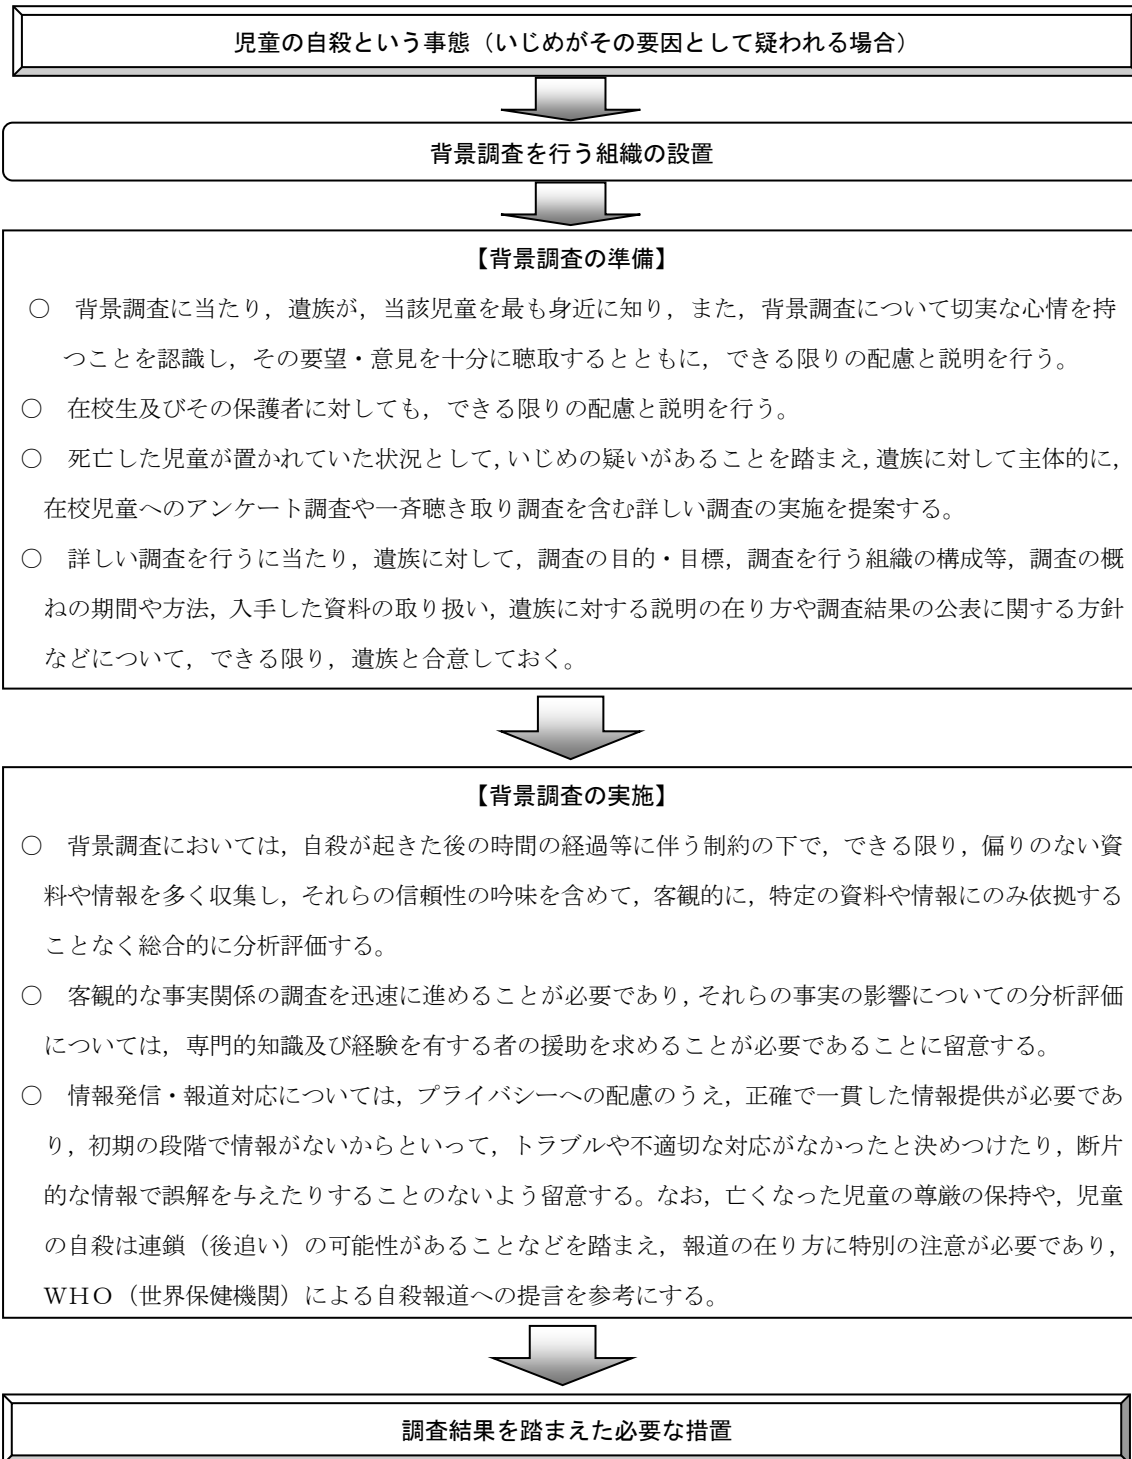 児童の自殺という事態（いじめがその要因として疑われる場合）
背景調査を行う組織の設置
【背景調査の準備】
○　背景調査に当たり，遺族が，当該児童を最も身近に知り，また，背景調査について切実な心情を持
つことを認識し，その要望・意見を十分に聴取するとともに，できる限りの配慮と説明を行う。
○　在校生及びその保護者に対しても，できる限りの配慮と説明を行う。
○　死亡した児童が置かれていた状況として，いじめの疑いがあることを踏まえ，遺族に対して主体的に，
在校児童へのアンケート調査や一斉聴き取り調査を含む詳しい調査の実施を提案する。
○　詳しい調査を行うに当たり，遺族に対して，調査の目的・目標，調査を行う組織の構成等，調査の概
ねの期間や方法，入手した資料の取り扱い，遺族に対する説明の在り方や調査結果の公表に関する方針
などについて，できる限り，遺族と合意しておく。
【背景調査の実施】
○　背景調査においては，自殺が起きた後の時間の経過等に伴う制約の下で，できる限り，偏りのない資
料や情報を多く収集し，それらの信頼性の吟味を含めて，客観的に，特定の資料や情報にのみ依拠する
ことなく総合的に分析評価する。
○　客観的な事実関係の調査を迅速に進めることが必要であり，それらの事実の影響についての分析評価
については，専門的知識及び経験を有する者の援助を求めることが必要であることに留意する。
○　情報発信・報道対応については，プライバシーへの配慮のうえ，正確で一貫した情報提供が必要であ
り，初期の段階で情報がないからといって，トラブルや不適切な対応がなかったと決めつけたり，断片
的な情報で誤解を与えたりすることのないよう留意する。なお，亡くなった児童の尊厳の保持や，児童
の自殺は連鎖（後追い）の可能性があることなどを踏まえ，報道の在り方に特別の注意が必要であり，
ＷＨＯ（世界保健機関）による自殺報道への提言を参考にする。
調査結果を踏まえた必要な措置